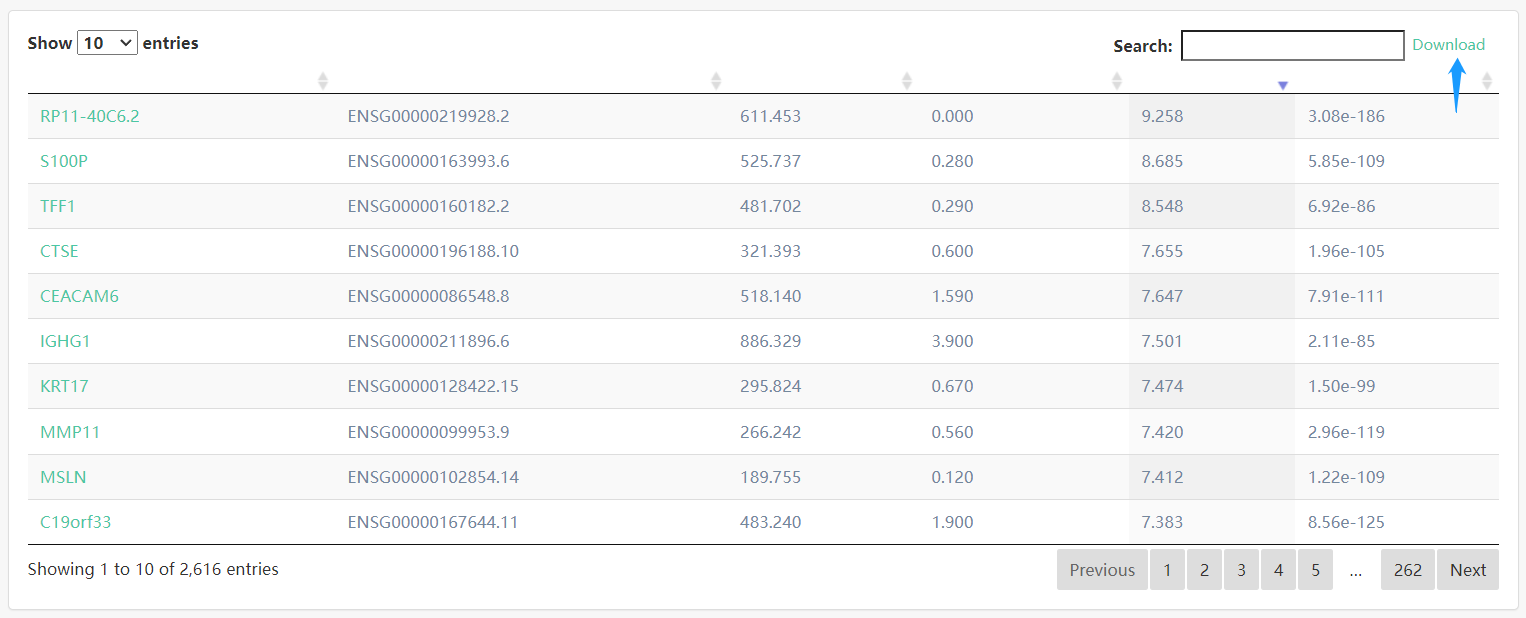 Show 10 entries Search: Download
RP11-40C6.2 ENSG00000219928.2 611.453 0.000 9.258 3.08e-186
S100P ENSG00000163993.6 525.737 0.280 8.685 5.85e-109
TFF1 ENSG00000160182.2 481.702 0.290 8.548 6.92e-86
CTSE ENSG00000196188.10 321.393 0.600 7.655 1.96e-105
CEACAM6 ENSG00000086548.8 518.140 1.590 7.647 7.91e-111
IGHG1 ENSG00000211896.6 886.329 3.900 7.501 2.11e-85
KRT17 ENSG00000128422.15 295.824 0.670 7.474 1.50e-99
MMP11 ENSG00000099953.9 266.242 0.560 7.420 2.96e-119
MSLN ENSG00000102854.14 189.755 0.120 7.412 1.22e-109
C19orf33 ENSG00000167644.11 483.240 1.900 7.383 8.56e-125
Showing 1 to 10 of 2,616 entries Previous 1 2 3 4 5 ... 262 Next